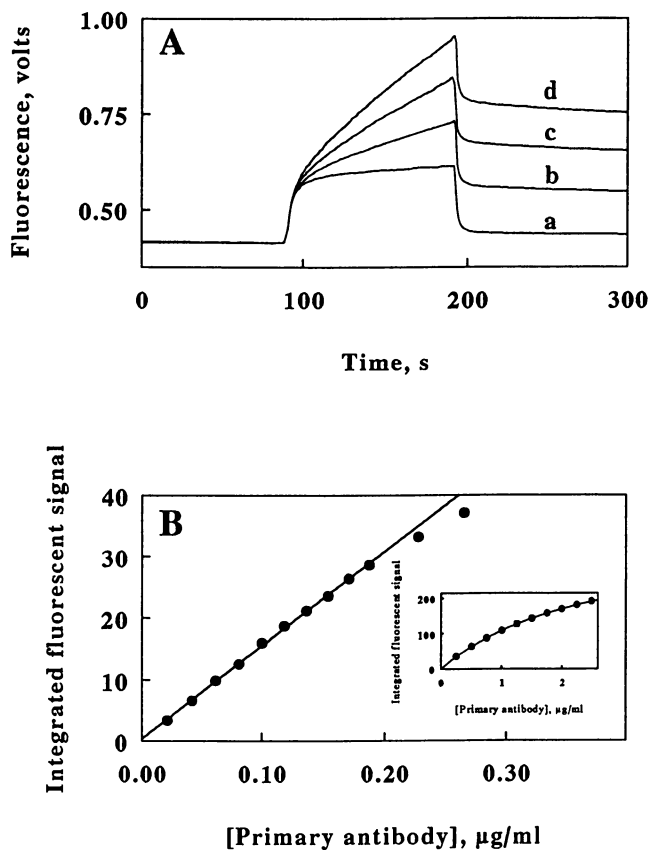 1.00
A
Fluorescence, volts
0.75
0.50
d
c
b
a
0 100 200 300
Time, s
40
B
Integrated fluorescent signal
30
20
10
0
0.00 0.10 0.20 0.30
[Primary antibody], µg/ml
200
Integrated fluorescent signal
100
0
0 1 2
[Primary antibody], µg/ml